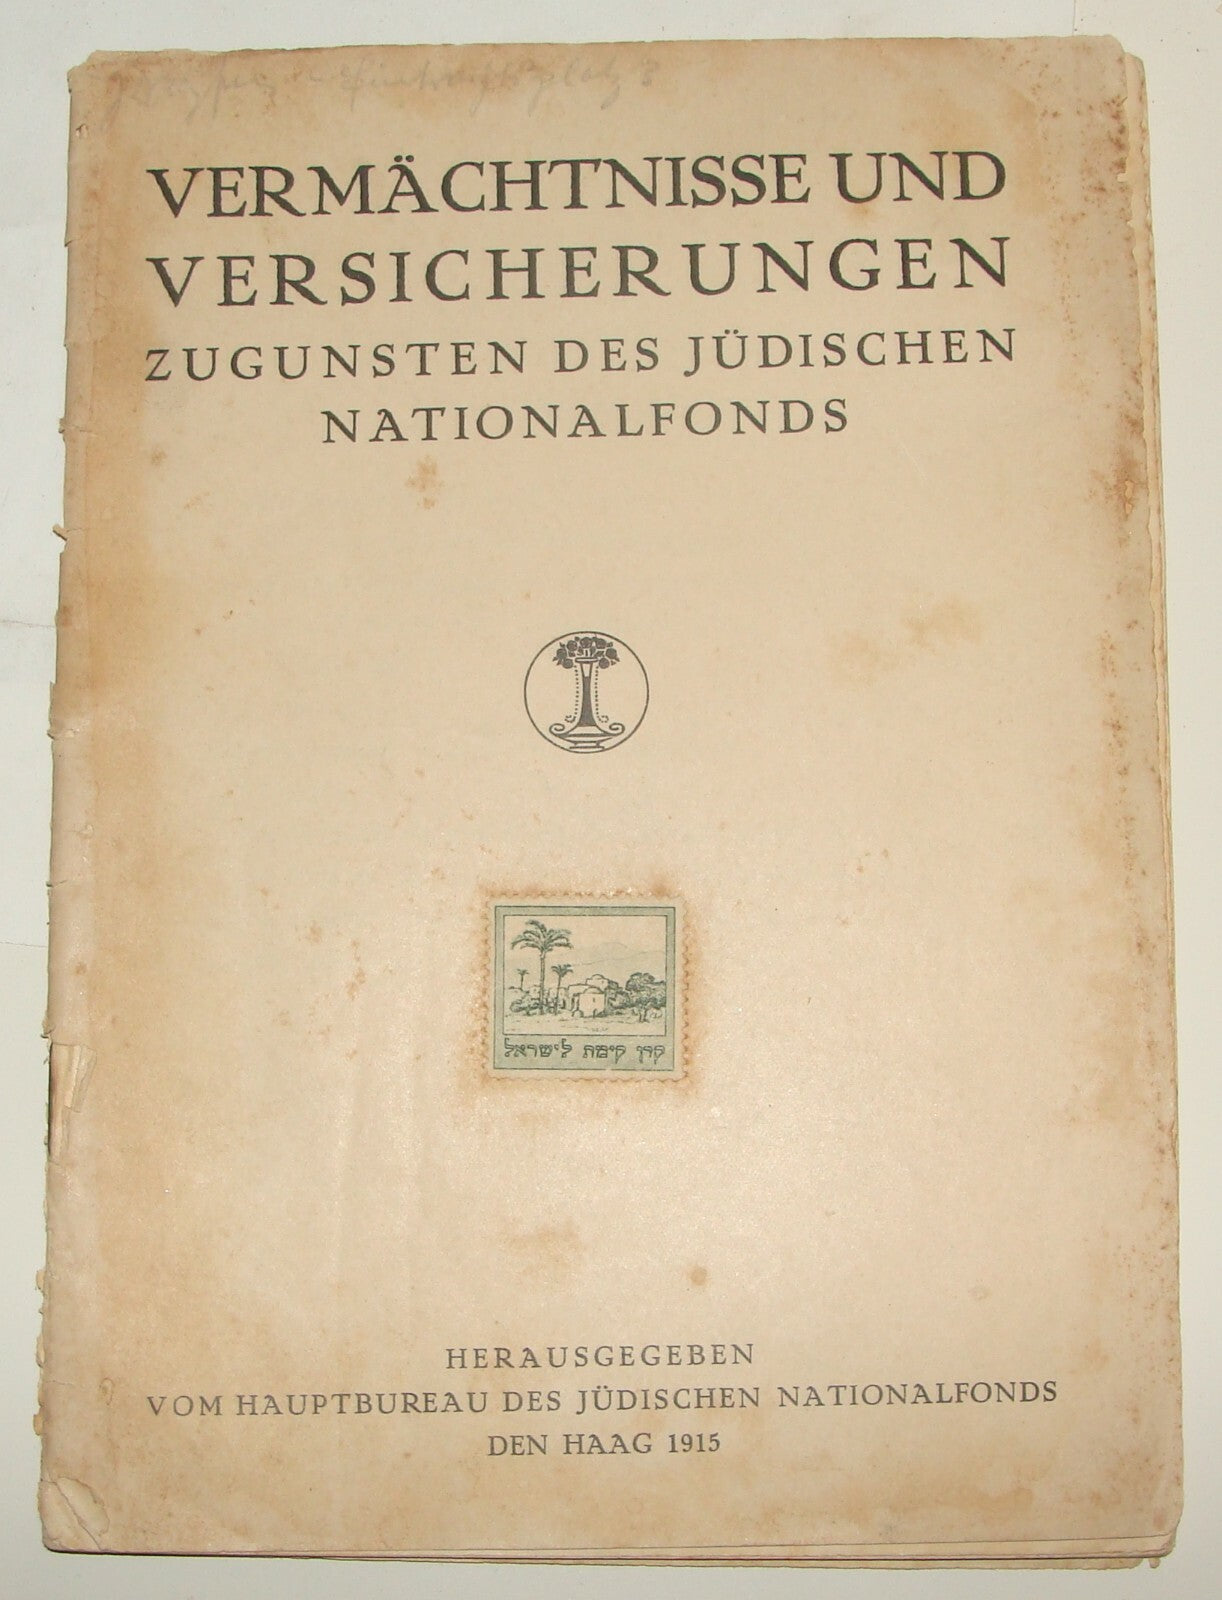 VERMÄCHTNISSE UND
VERSICHERUNGEN
ZUGUNSTEN DES JÜDISCHEN
NATIONALFONDS
קרן קימת לישראל
HERAUSGEGEBEN
VOM HAUPTBUREAU DES JÜDISCHEN NATIONALFONDS
DEN HAAG 1915